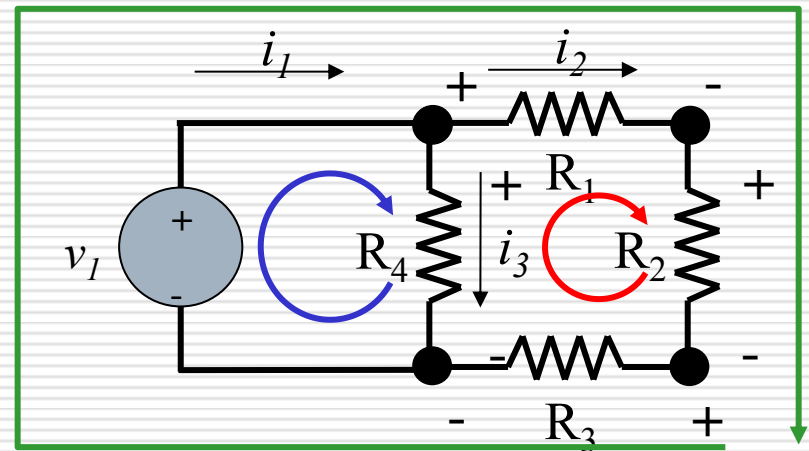 i1 i2
+ -
+ R1 +
+
v1 R4 i3 R2
-
- -
- R3 +